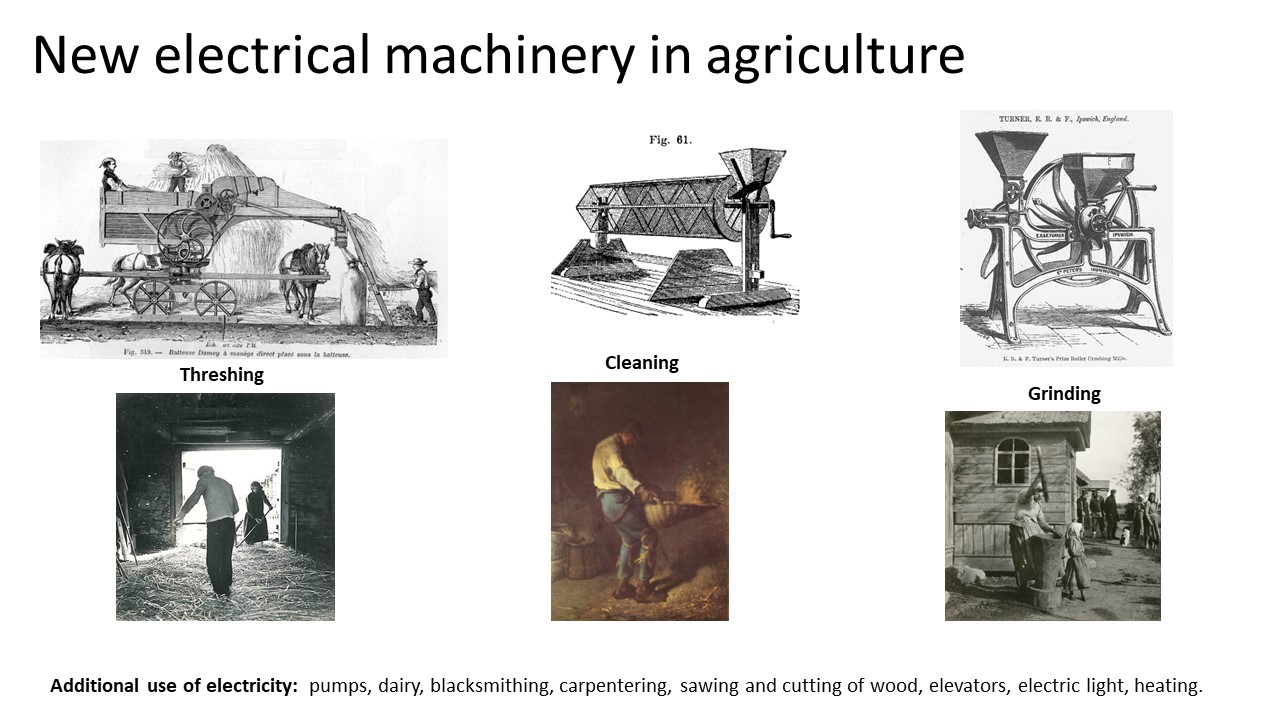 New electrical machinery in agriculture
Fig. 349. — Batteuse Damey à manège direct placé sous la batteuse.
Threshing
Fig. 61.
Cleaning
TURNER, E. R. & F., Ipswich, England.
E
E.R.& F. TURNER IPSWICH
ST PETER'S IRONWORKS
E. R. & F. Turner's Prize Roller Crushing Mills.
Grinding
Additional use of electricity: pumps, dairy, blacksmithing, carpentering, sawing and cutting of wood, elevators, electric light, heating.